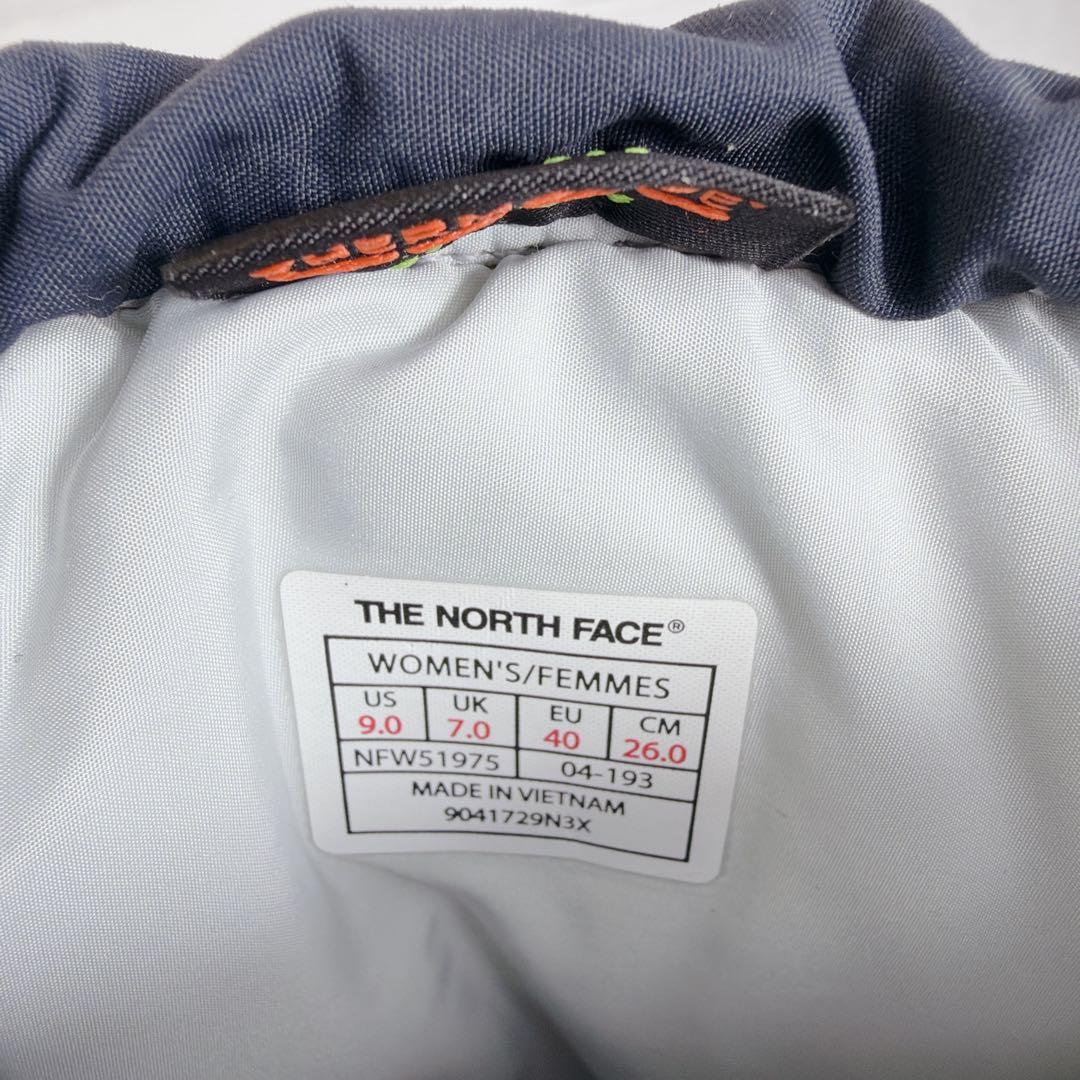 THE NORTH FACE®
WOMEN'S/FEMMES
US UK EU CM
9.0 7.0 40 26.0
NFW51975 04-193
MADE IN VIETNAM
9041729N3X